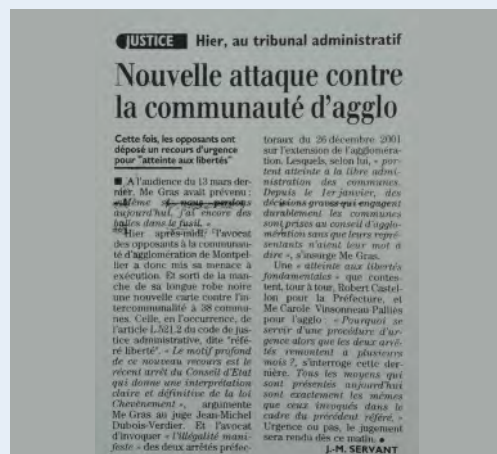 JUSTICE Hier, au tribunal administratif
Nouvelle attaque contre
la communauté d'agglo
Cette fois, les opposants ont
déposé un recours d'urgence
pour "atteinte aux libertés"
■ A l'audience du 13 mars der-
nier, Me Gras avait prévenu :
«Même si nous perdons
aujourd'hui, j'ai encore des
balles dans le fusil. »
Hier après-midi, l'avocat
des opposants à la communau-
té d'agglomération de Montpel-
lier a donc mis sa menace à
exécution. Et sorti de la man-
che de sa longue robe noire
une nouvelle carte contre l'in-
tercommunalité à 38 commu-
nes. Celle, en l'occurrence, de
l'article L.521.2 du code de jus-
tice administrative, dite "réfé-
ré liberté". « Le motif profond
de ce nouveau recours est le
récent arrêt du Conseil d'Etat
qui donne une interprétation
claire et définitive de la loi
Chevènement », argumente
Me Gras au juge Jean-Michel
Dubois-Verdier. Et l'avocat
d'invoquer « l'illégalité mani-
feste » des deux arrêtés préfec-
toraux du 26 décembre 2001
sur l'extension de l'aggloméra-
tion. Lesquels, selon lui, « por-
tent atteinte à la libre admi-
nistration des communes.
Depuis le 1er janvier, des
décisions graves qui engagent
durablement les communes
sont prises au conseil d'agglo-
mération sans que leurs repré-
sentants n'aient leur mot à
dire », s'insurge Me Gras.
Une « atteinte aux libertés
fondamentales » que contes-
tent, tour à tour, Robert Castel-
lon pour la Préfecture, et
Me Carole Vinsonneau Palliès
pour l'agglo : « Pourquoi se
servir d'une procédure d'ur-
gence alors que les deux arrê-
tés remontent à plusieurs
mois ?, s'interroge cette der-
nière. Tous les moyens qui
sont présentés aujourd'hui
sont exactement les mêmes
que ceux invoqués dans le
cadre du précédent référé. »
Urgence ou pas, le jugement
sera rendu dès ce matin. ●
J.-M. SERVANT